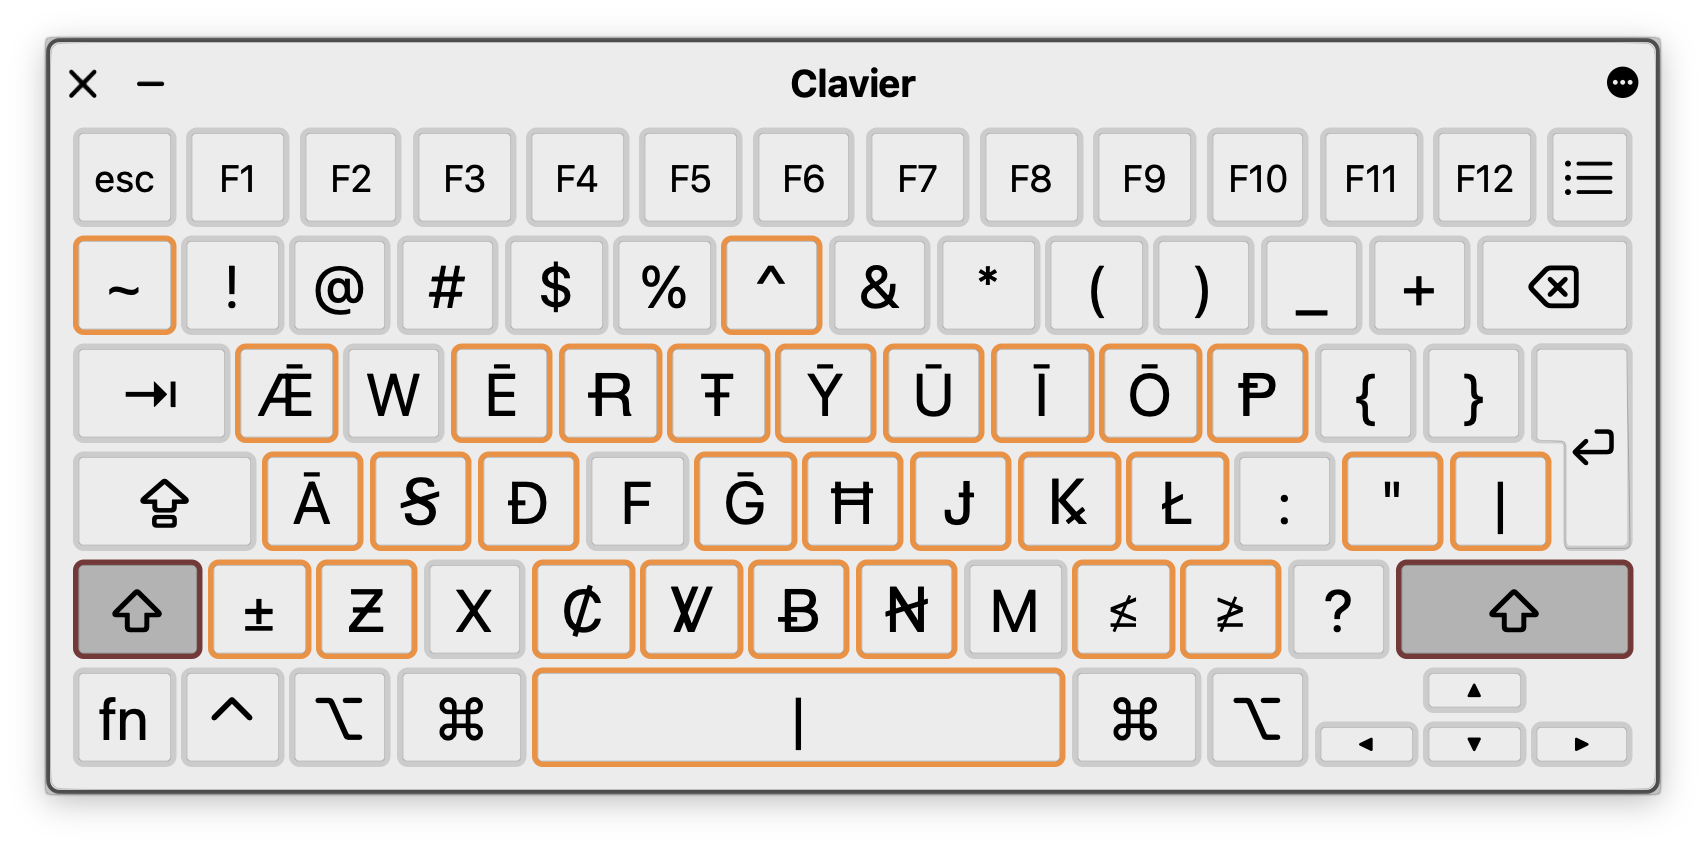 Clavier
esc F1 F2 F3 F4 F5 F6 F7 F8 F9 F10 F11 F12
~ ! @ # $ % ^ & * ( ) _ +
Ǣ W Ē Ɍ Ŧ Ȳ Ū Ī Ō Ᵽ { }
Ā S̶ Đ F Ḡ Ħ Ɉ Ꝃ Ł : " |
± Ƶ X ₵ V̸ Ƀ N̶ M ≰ ≱ ?
fn ^ ⌥ ⌘ | ⌘ ⌥